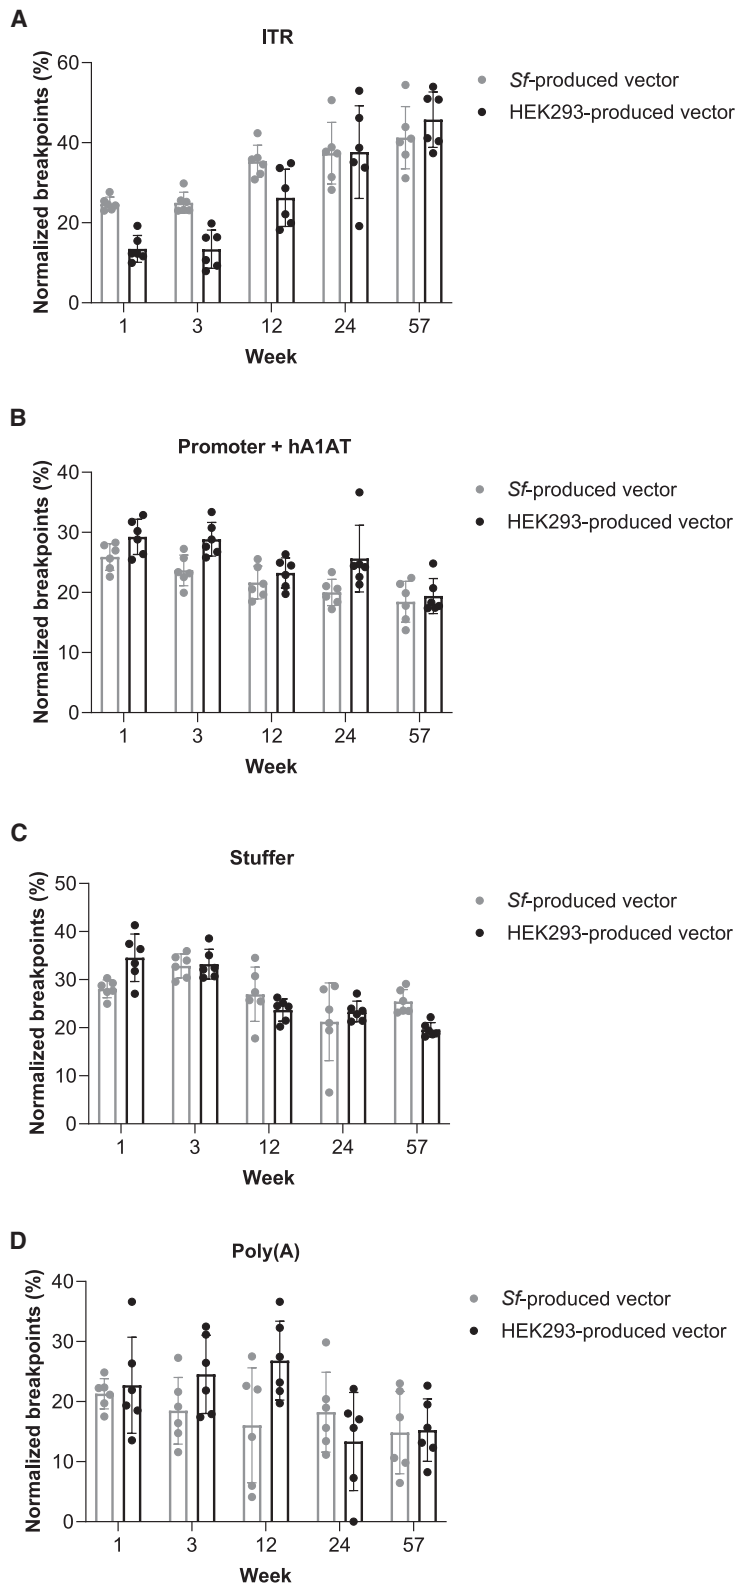 A
ITR
Normalized breakpoints (%)
60
40
20
0
1 3 12 24 57
Week
Sf-produced vector
HEK293-produced vector
B
Promoter + hA1AT
Normalized breakpoints (%)
40
30
20
10
0
1 3 12 24 57
Week
Sf-produced vector
HEK293-produced vector
C
Stuffer
Normalized breakpoints (%)
50
40
30
20
10
0
1 3 12 24 57
Week
Sf-produced vector
HEK293-produced vector
D
Poly(A)
Normalized breakpoints (%)
40
30
20
10
0
1 3 12 24 57
Week
Sf-produced vector
HEK293-produced vector